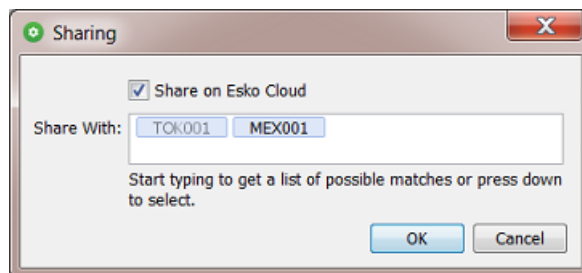 Sharing
Share on Esko Cloud
Share With: TOK001 MEX001
Start typing to get a list of possible matches or press down
to select.
OK Cancel